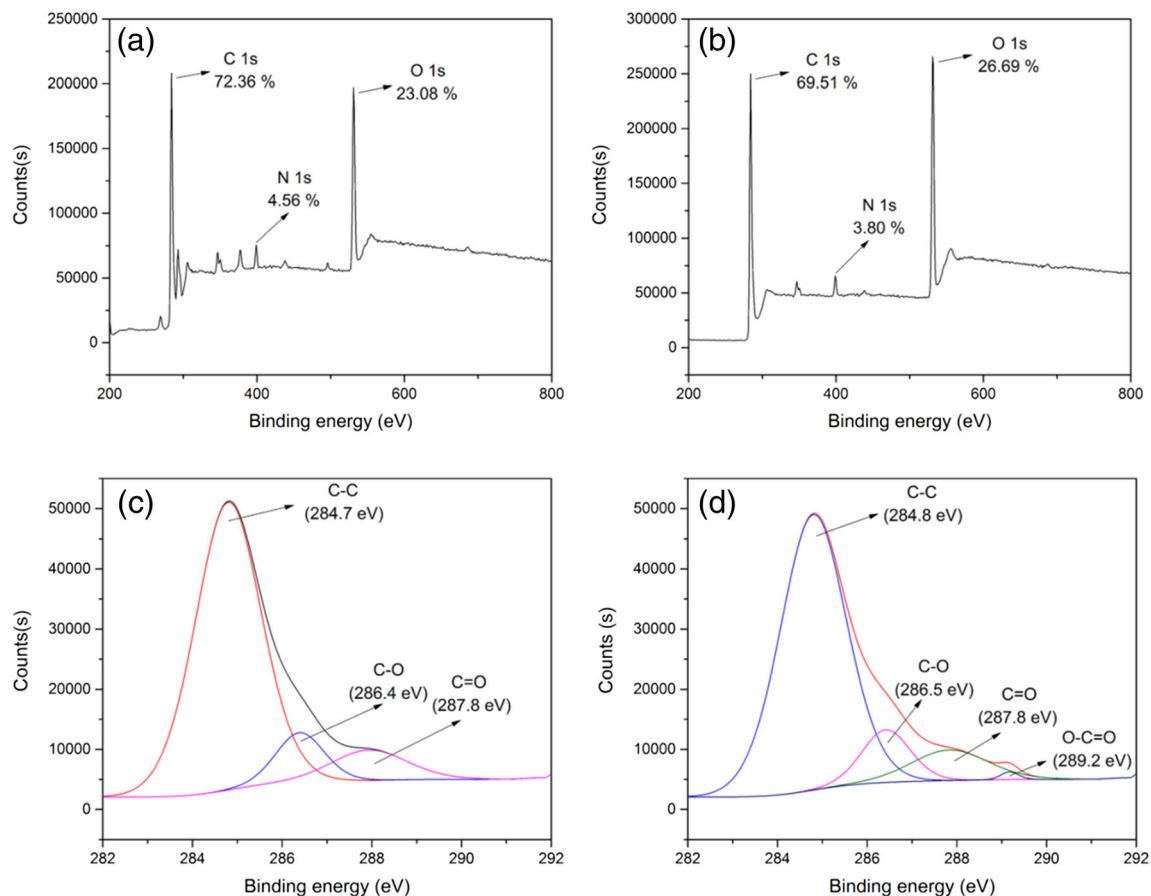 (a)
C 1s
72.36 %
O 1s
23.08 %
N 1s
4.56 %
250000
200000
150000
100000
50000
0
Counts(s)
200
400
600
800
Binding energy (eV)
(b)
C 1s
69.51 %
O 1s
26.69 %
N 1s
3.80 %
300000
250000
200000
150000
100000
50000
0
Counts(s)
200
400
600
800
Binding energy (eV)
(c)
C-C
(284.7 eV)
C-O
(286.4 eV)
C=O
(287.8 eV)
50000
40000
30000
20000
10000
0
Counts(s)
282
284
286
288
290
292
Binding energy (eV)
(d)
C-C
(284.8 eV)
C-O
(286.5 eV)
C=O
(287.8 eV)
O-C=O
(289.2 eV)
50000
40000
30000
20000
10000
0
Counts (s)
282
284
286
288
290
292
Binding energy (eV)